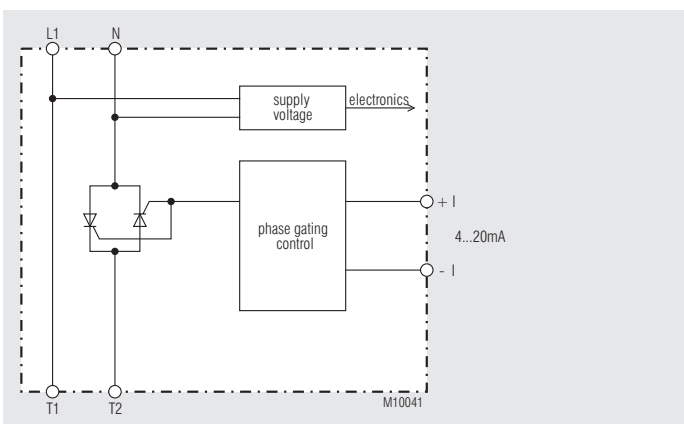 L1 N
supply
voltage
electronics
phase gating
control
+ I
4...20mA
- I
M10041
T1 T2